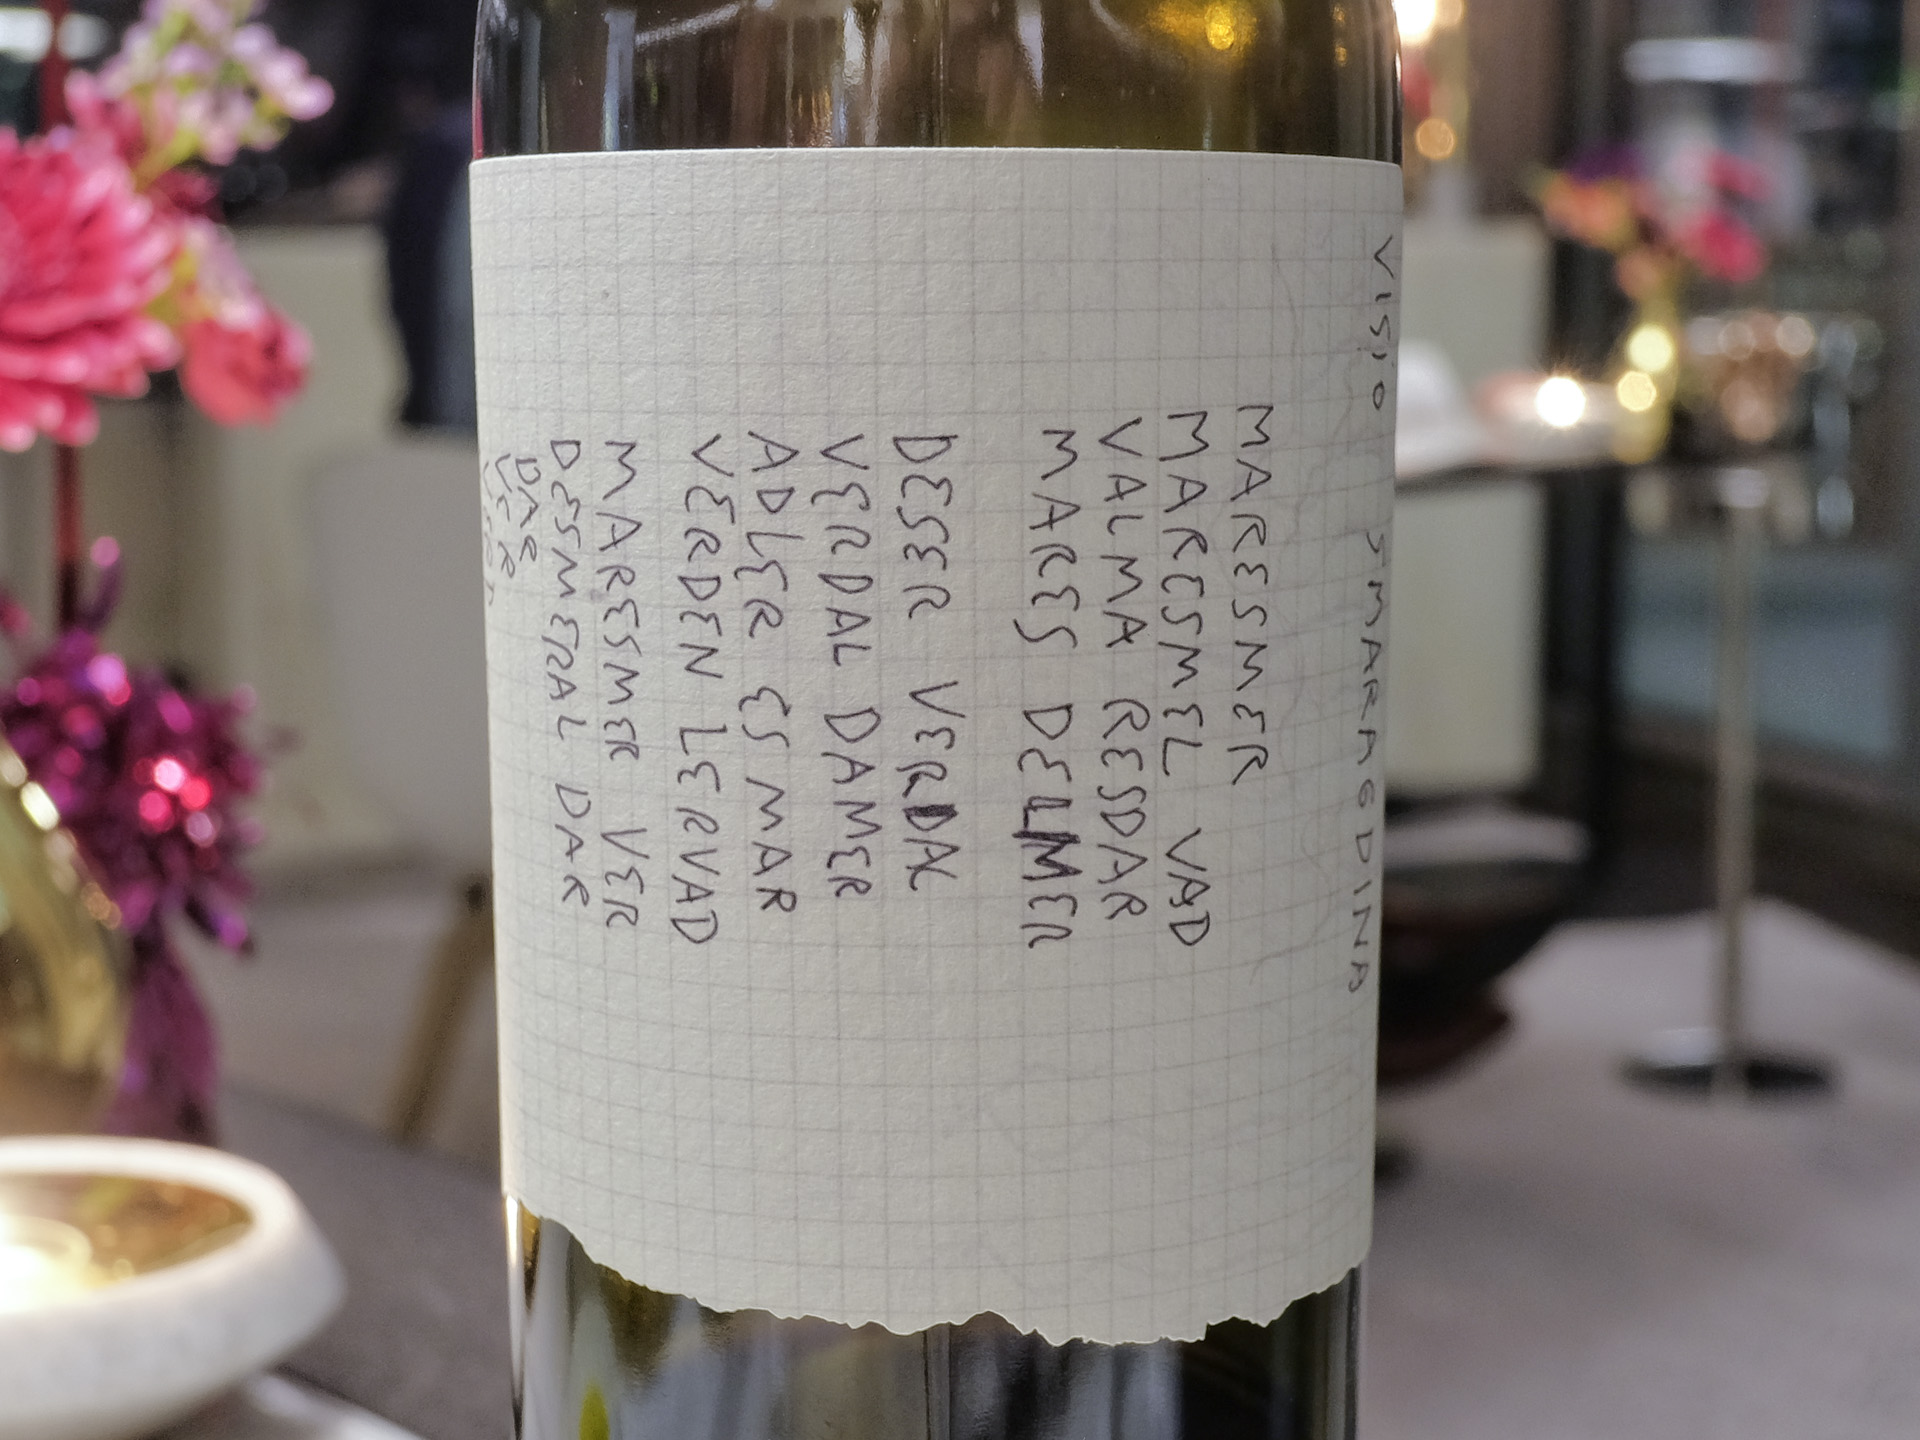 VISIO SMARAGDINA
MARESMER
MARESMEL VAD
VALMA RESDAR
MARES DELMER
DESER VERDAL
VERDAL DAMER
ADLER ES MAR
VERDEN LERVAD
MARESMER VER
DESMERAL DAR
DAR
VER